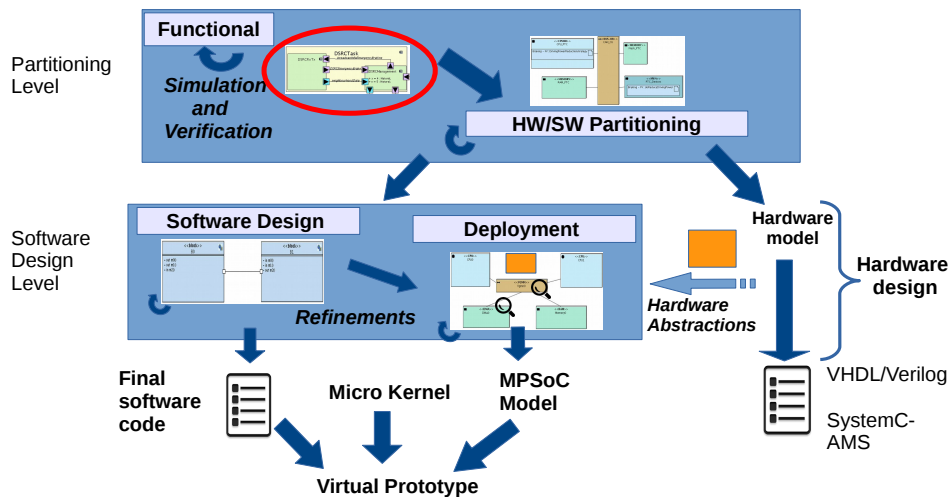 Functional
DSRCTask
Partitioning
Level
Simulation
and
Verification
HW/SW Partitioning
Software
Design
Level
Software Design
Deployment
Refinements
Hardware
model
Hardware
Abstractions
Hardware
design
Final
software
code
Micro Kernel
MPSoC
Model
VHDL/Verilog
SystemC-
AMS
Virtual Prototype